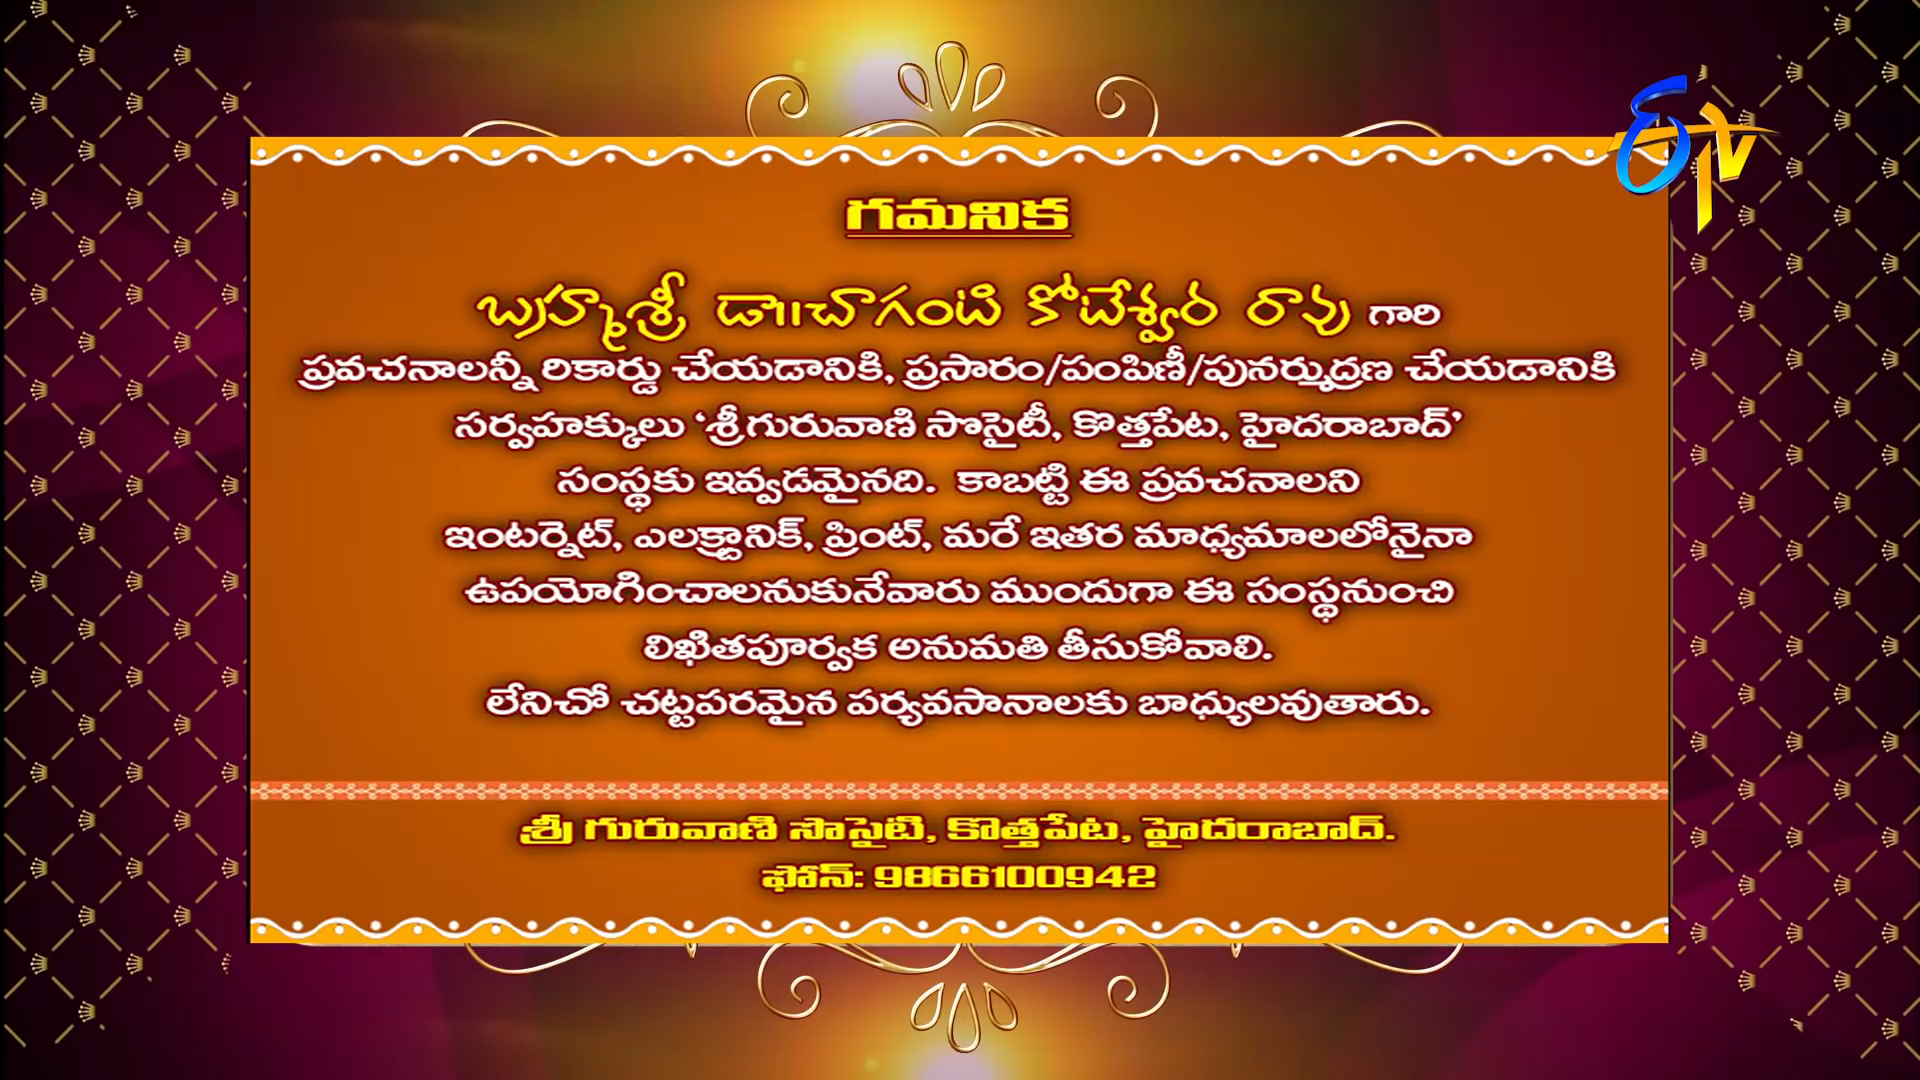 ETV
గమనిక
బ్రహ్మశ్రీ డా॥చాగంటి కోటేశ్వర రావు గారి
ప్రవచనాలన్నీ రికార్డు చేయడానికి, ప్రసారం/పంపిణీ/పునర్ముద్రణ చేయడానికి
సర్వహక్కులు ‘శ్రీగురువాణి సొసైటీ, కొత్తపేట, హైదరాబాద్’
సంస్థకు ఇవ్వడమైనది. కాబట్టి ఈ ప్రవచనాలని
ఇంటర్నెట్, ఎలక్ట్రానిక్, ప్రింట్, మరే ఇతర మాధ్యమాలలోనైనా
ఉపయోగించాలనుకునేవారు ముందుగా ఈ సంస్థనుంచి
లిఖితపూర్వక అనుమతి తీసుకోవాలి.
లేనిచో చట్టపరమైన పర్యవసానాలకు బాధ్యులవుతారు.
శ్రీ గురువాణి సొసైటి, కొత్తపేట, హైదరాబాద్.
ఫోన్: 9866100942